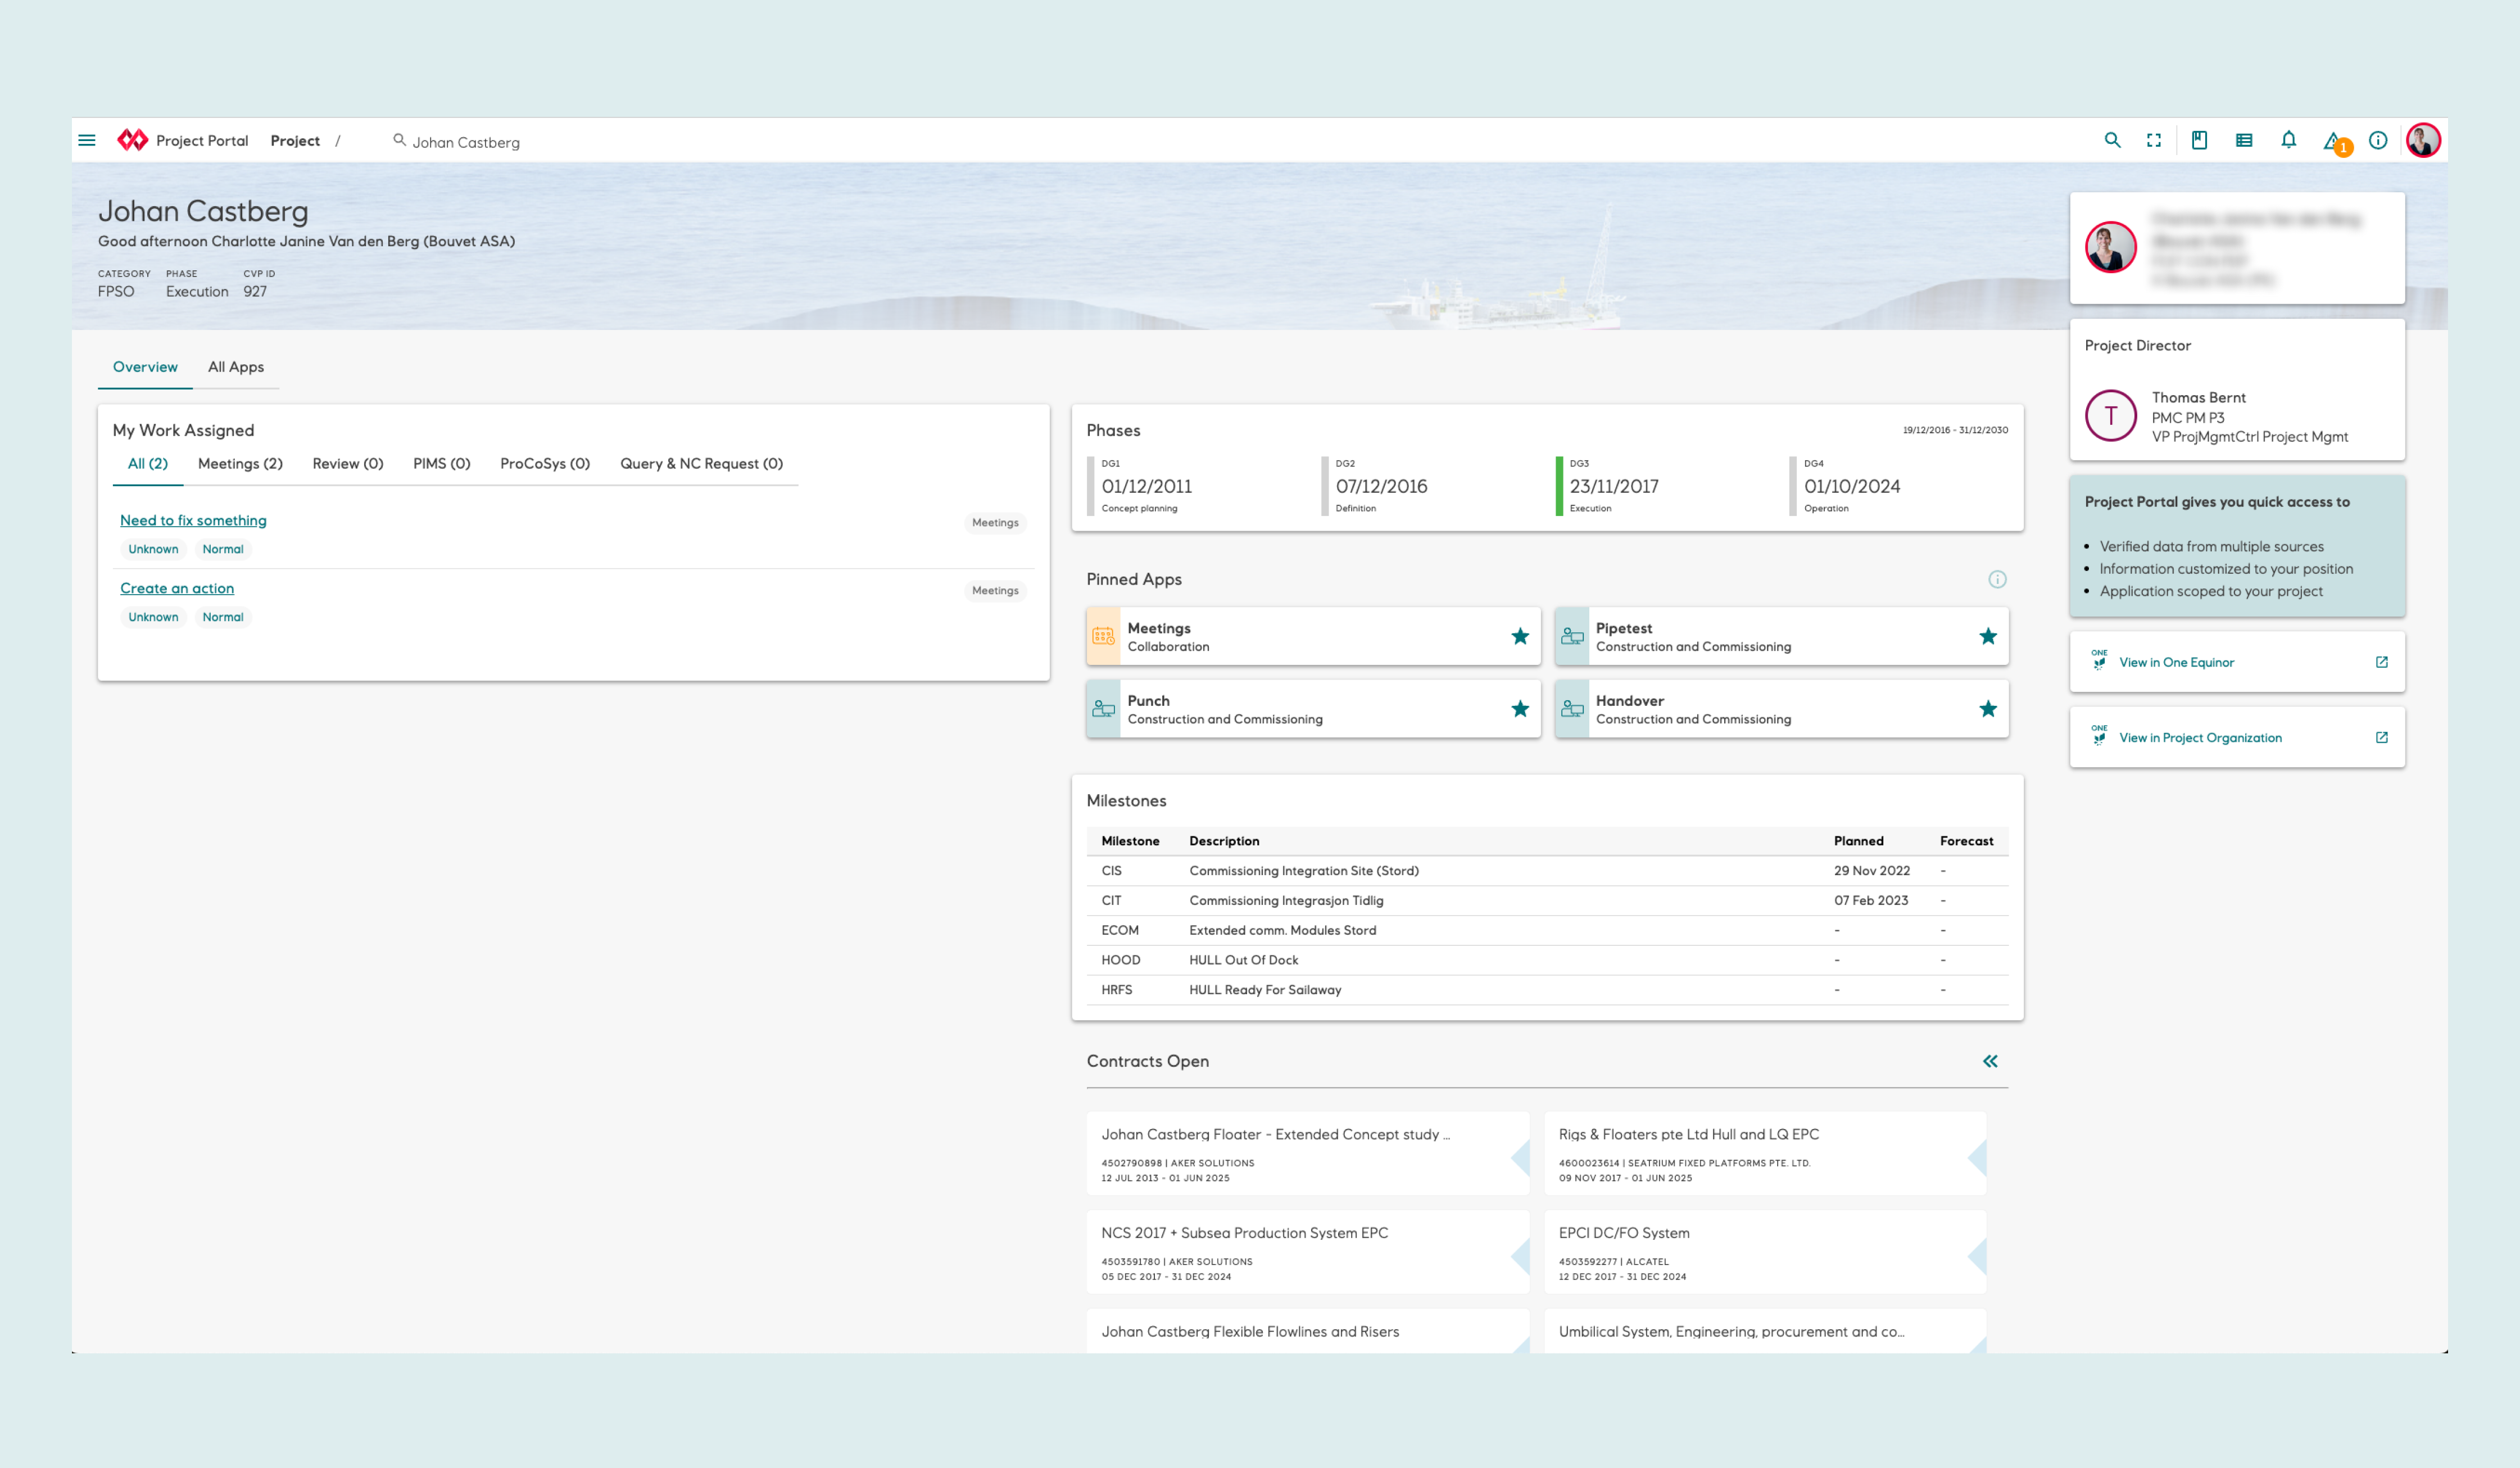 Project Portal Project / Johan Castberg
1
Johan Castberg
Good afternoon Charlotte Janine Van den Berg (Bouvet ASA)
CATEGORY PHASE CVP ID
FPSO Execution 927
Overview All Apps
My Work Assigned
All (2) Meetings (2) Review (0) PIMS (0) ProCoSys (0) Query & NC Request (0)
Need to fix something
Meetings
Unknown Normal
Create an action
Meetings
Unknown Normal
Phases
19/12/2016 - 31/12/2030
DG1
01/12/2011
Concept planning
DG2
07/12/2016
Definition
DG3
23/11/2017
Execution
DG4
01/10/2024
Operation
Pinned Apps
Meetings
Collaboration
Pipetest
Construction and Commissioning
Punch
Construction and Commissioning
Handover
Construction and Commissioning
Milestones
Milestone Description Planned Forecast
CIS Commissioning Integration Site (Stord) 29 Nov 2022 -
CIT Commissioning Integrasjon Tidlig 07 Feb 2023 -
ECOM Extended comm. Modules Stord - -
HOOD HULL Out Of Dock - -
HRFS HULL Ready For Sailaway - -
Contracts Open
Johan Castberg Floater - Extended Concept study ...
4502790898 | AKER SOLUTIONS
12 JUL 2013 - 01 JUN 2025
Rigs & Floaters pte Ltd Hull and LQ EPC
4600023614 | SEATRIUM FIXED PLATFORMS PTE. LTD.
09 NOV 2017 - 01 JUN 2025
NCS 2017 + Subsea Production System EPC
4503591780 | AKER SOLUTIONS
05 DEC 2017 - 31 DEC 2024
EPCI DC/FO System
4503592277 | ALCATEL
12 DEC 2017 - 31 DEC 2024
Johan Castberg Flexible Flowlines and Risers
Umbilical System, Engineering, procurement and co...
Project Director
T
Thomas Bernt
PMC PM P3
VP ProjMgmtCtrl Project Mgmt
Project Portal gives you quick access to
• Verified data from multiple sources
• Information customized to your position
• Application scoped to your project
ONE
View in One Equinor
ONE
View in Project Organization